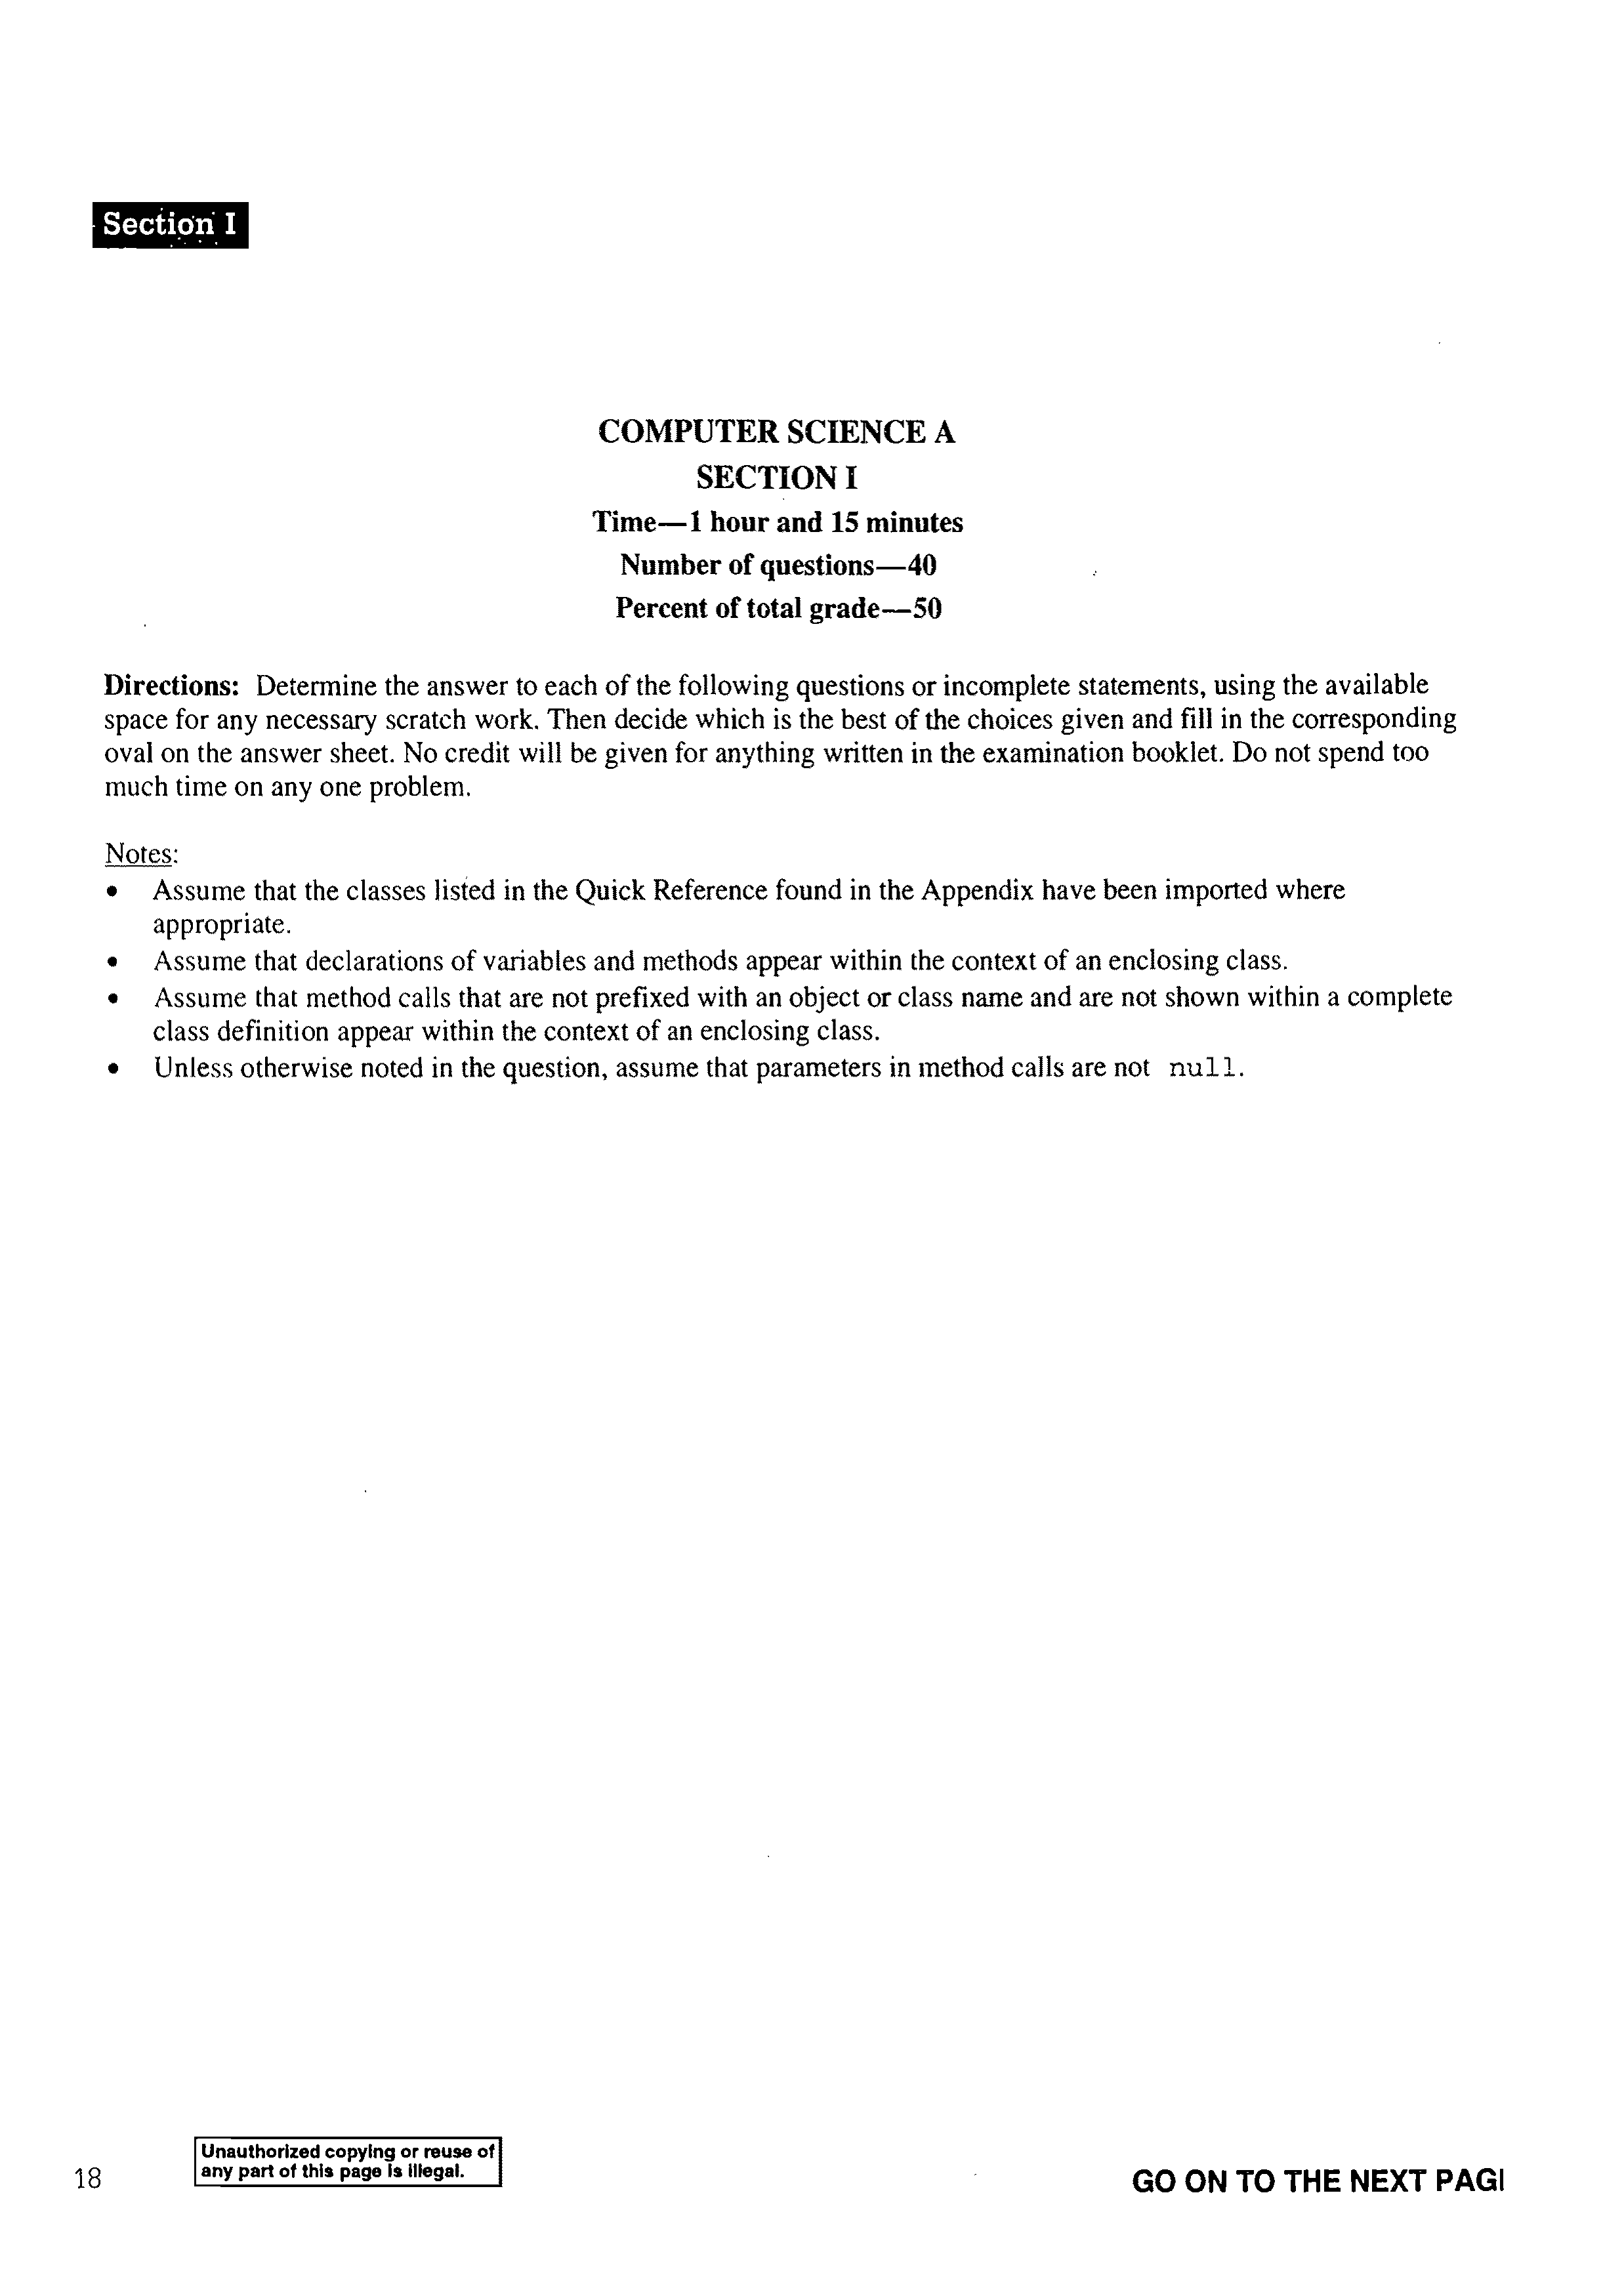 Section I
COMPUTER SCIENCE A
SECTION I
Time—1 hour and 15 minutes
Number of questions—40
Percent of total grade—50
Directions: Determine the answer to each of the following questions or incomplete statements, using the available
space for any necessary scratch work. Then decide which is the best of the choices given and fill in the corresponding
oval on the answer sheet. No credit will be given for anything written in the examination booklet. Do not spend too
much time on any one problem.
Notes:
• Assume that the classes listed in the Quick Reference found in the Appendix have been imported where
appropriate.
• Assume that declarations of variables and methods appear within the context of an enclosing class.
• Assume that method calls that are not prefixed with an object or class name and are not shown within a complete
class definition appear within the context of an enclosing class.
• Unless otherwise noted in the question, assume that parameters in method calls are not null.
Unauthorized copying or reuse of
any part of this page is illegal.
18
GO ON TO THE NEXT PAGI